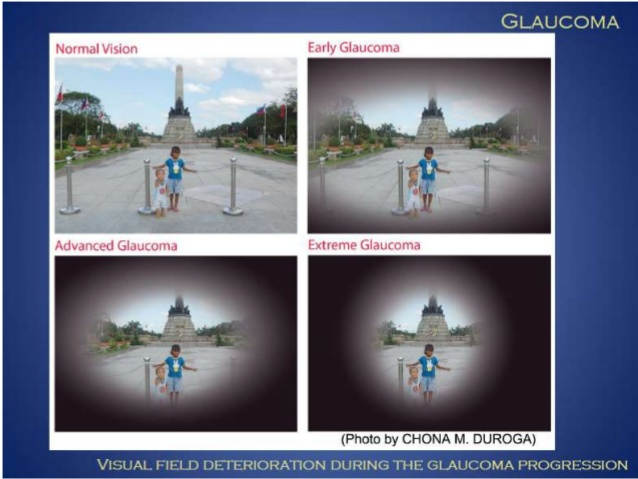 GLAUCOMA
Normal Vision
Early Glaucoma
Advanced Glaucoma
Extreme Glaucoma
(Photo by CHONA M. DUROGA)
VISUAL FIELD DETERIORATION DURING THE GLAUCOMA PROGRESSION